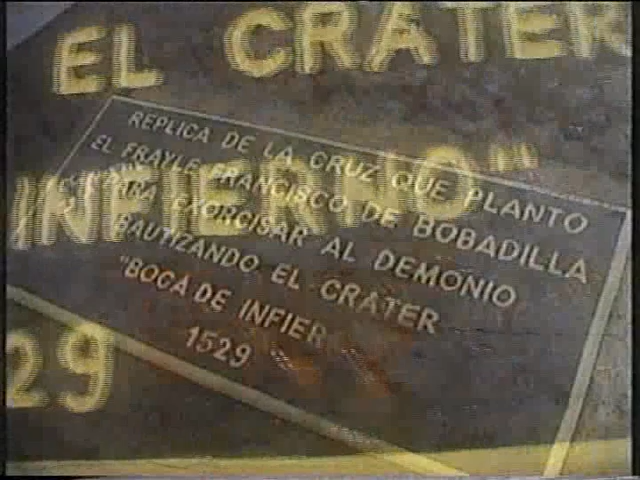 EL CRATER
INFIERNO"
29
REPLICA DE LA CRUZ QUE PLANTO
EL FRAYLE FRANCISCO DE BOBADILLA
PARA EXORCISAR AL DEMONIO
BAUTIZANDO EL CRATER
"BOCA DE INFIER
1529